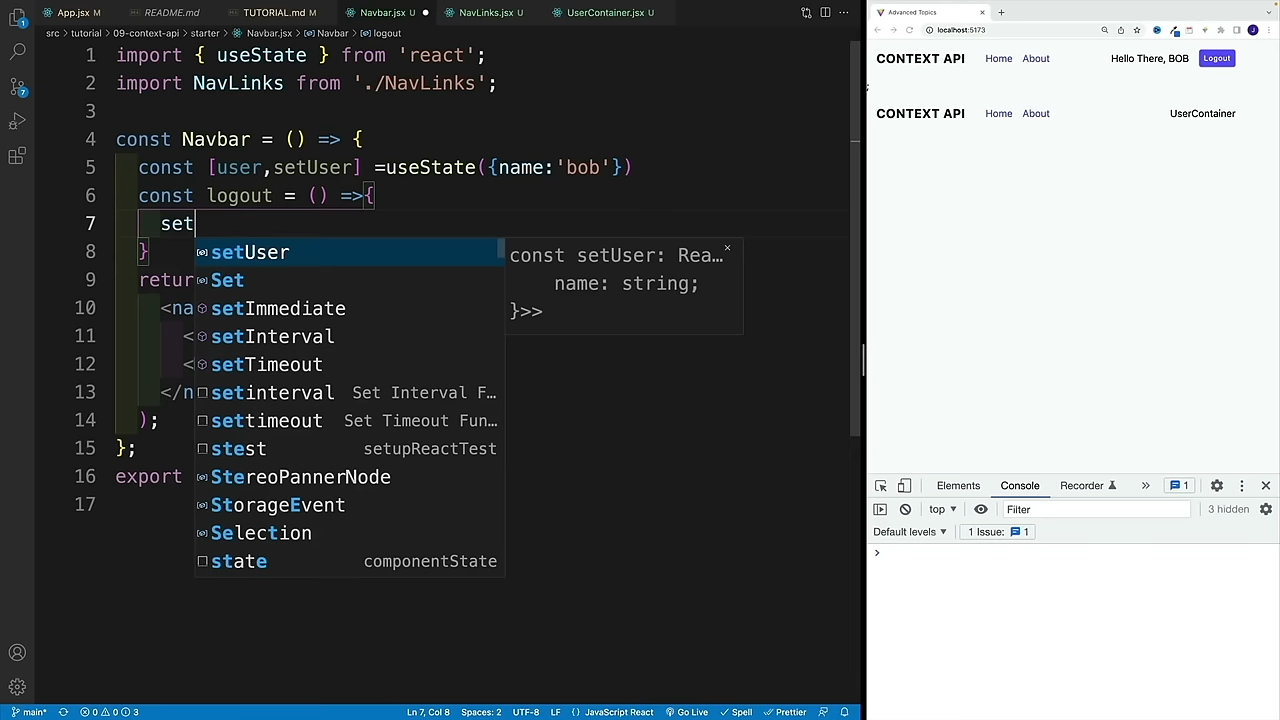 App.jsx M
README.md
TUTORIAL.md M
Navbar.jsx U
NavLinks.jsx U
UserContainer.jsx U
src > tutorial > 09-context-api > starter > Navbar.jsx > Navbar > logout
1 import { useState } from 'react';
2 import NavLinks from './NavLinks';
3
4 const Navbar = () => {
5 const [user,setUser] =useState({name:'bob'})
6 const logout = () =>{
7 set
8 }
9 retur
10 <na
11 <
12 <
13 </n
14 );
15 };
16 export
17
setUser
Set
setImmediate
setInterval
setTimeout
setinterval Set Interval F…
settimeout Set Timeout Fun…
stest setupReactTest
StereoPannerNode
StorageEvent
Selection
state componentState
const setUser: Rea…
name: string;
}>>
1
7
main*
0 0 3
Ln 7, Col 8
Spaces: 2
UTF-8
LF
JavaScript React
Go Live
Spell
Prettier
Advanced Topics
localhost:5173
J
CONTEXT API Home About Hello There, BOB Logout
;
CONTEXT API Home About UserContainer
Elements Console Recorder » 1
top Filter 3 hidden
Default levels 1 Issue: 1
>